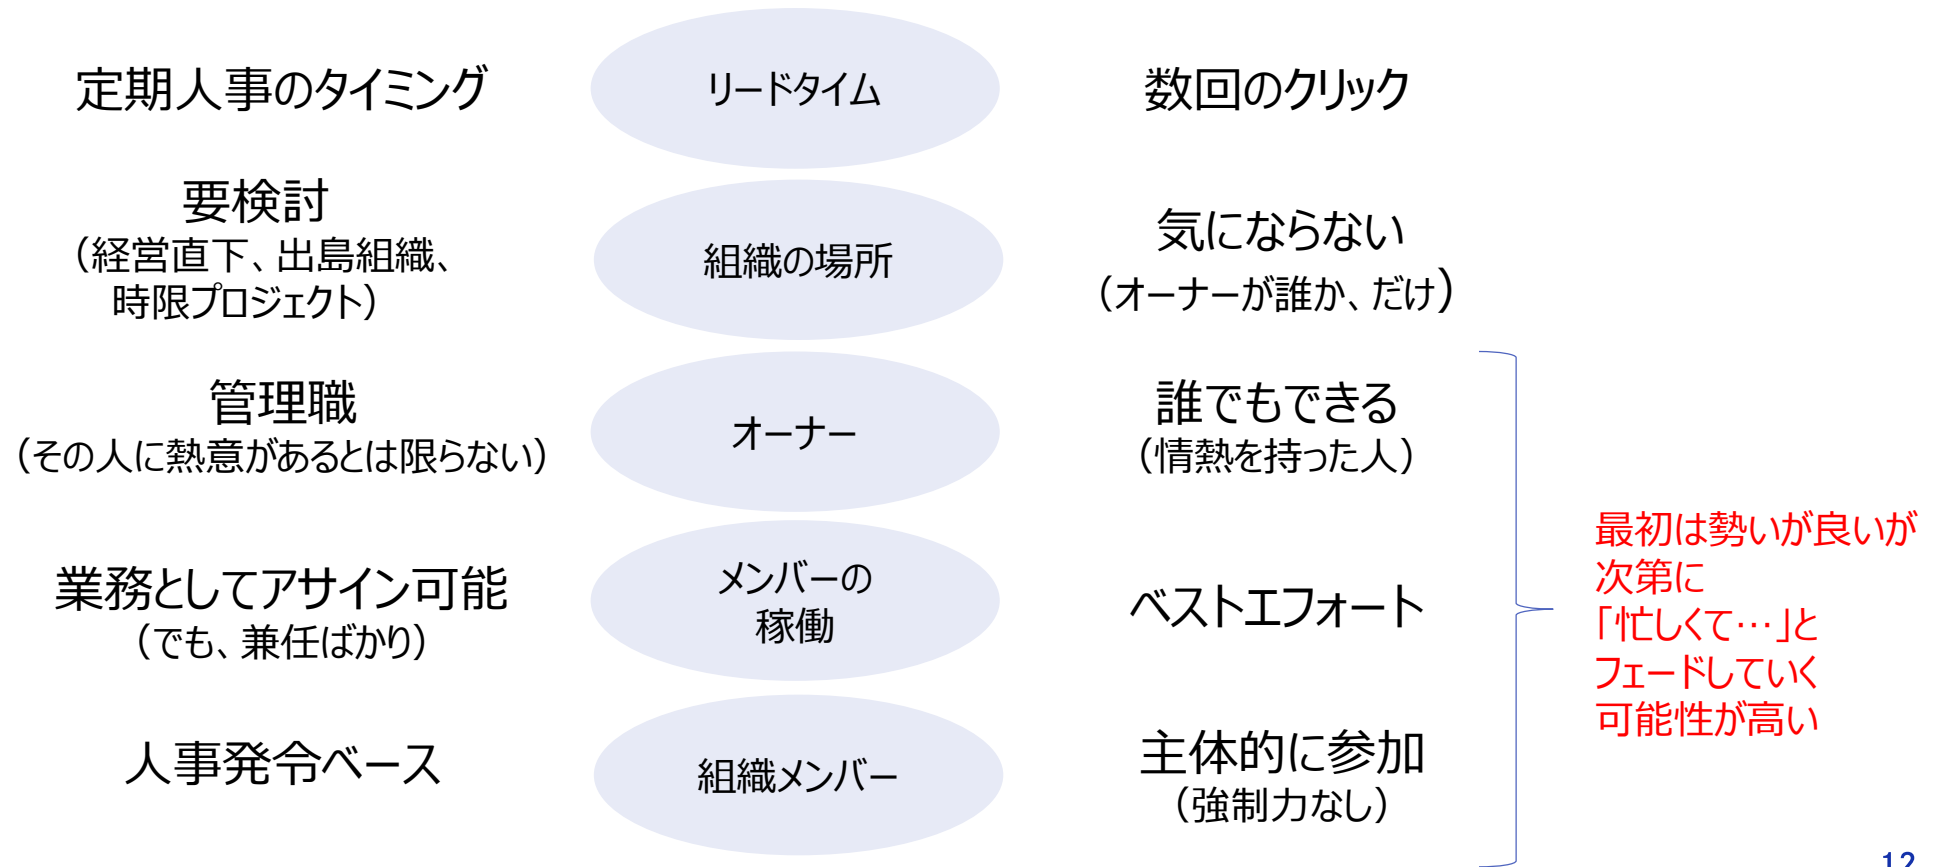 定期人事のタイミング
リードタイム
数回のクリック
要検討
（経営直下、出島組織、
時限プロジェクト）
組織の場所
気にならない
（オーナーが誰か、だけ）
管理職
（その人に熱意があるとは限らない）
オーナー
誰でもできる
（情熱を持った人）
業務としてアサイン可能
（でも、兼任ばかり）
メンバーの
稼働
ベストエフォート
人事発令ベース
組織メンバー
主体的に参加
（強制力なし）
最初は勢いが良いが
次第に
「忙しくて…」と
フェードしていく
可能性が高い
12